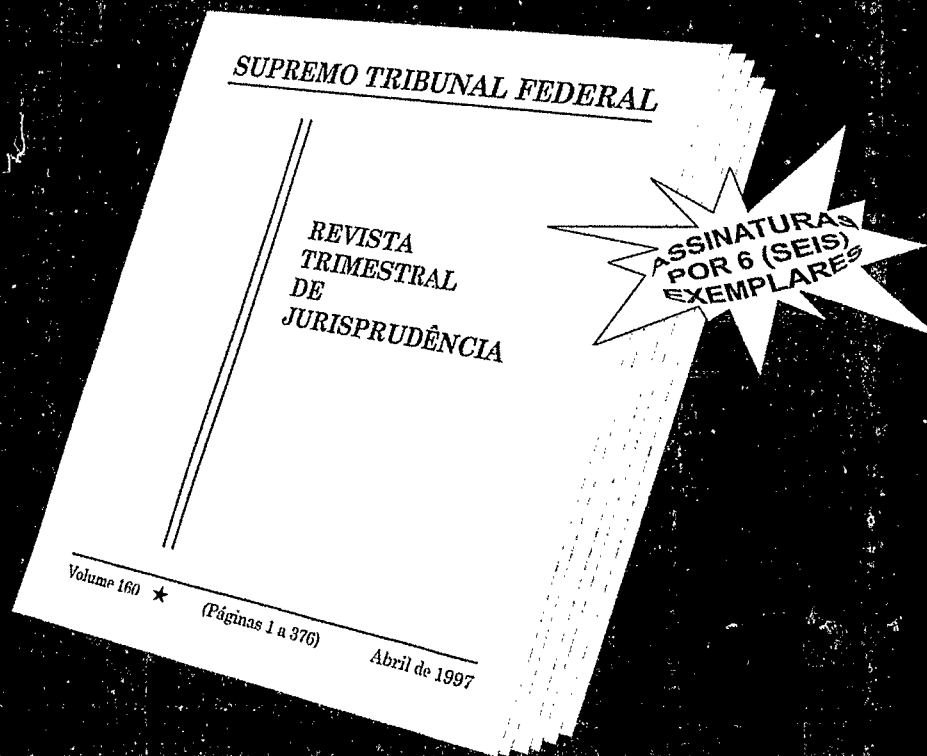 SUPREMO TRIBUNAL FEDERAL
REVISTA
TRIMESTRAL
DE
JURISPRUDÊNCIA
ASSINATURAS
POR 6 (SEIS)
EXEMPLARES
Volume 160 ★ (Páginas 1 a 376) Abril de 1997